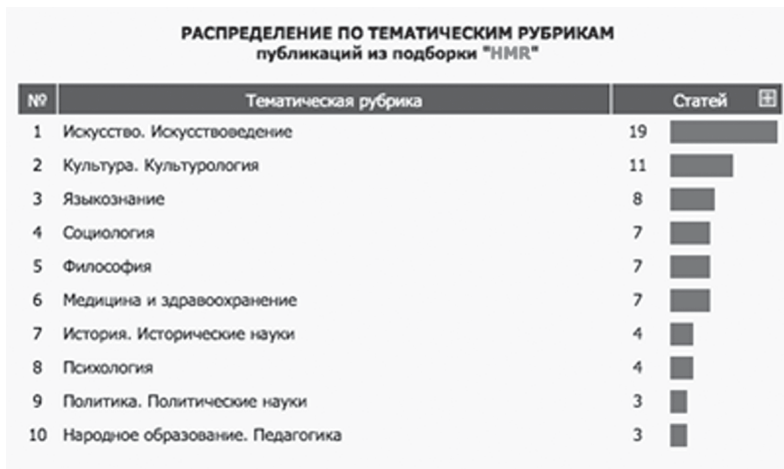 РАСПРЕДЕЛЕНИЕ ПО ТЕМАТИЧЕСКИМ РУБРИКАМ
публикаций из подборки "HMR"
№ Тематическая рубрика Статей
1 Искусство. Искусствоведение 19
2 Культура. Культурология 11
3 Языкознание 8
4 Социология 7
5 Философия 7
6 Медицина и здравоохранение 7
7 История. Исторические науки 4
8 Психология 4
9 Политика. Политические науки 3
10 Народное образование. Педагогика 3